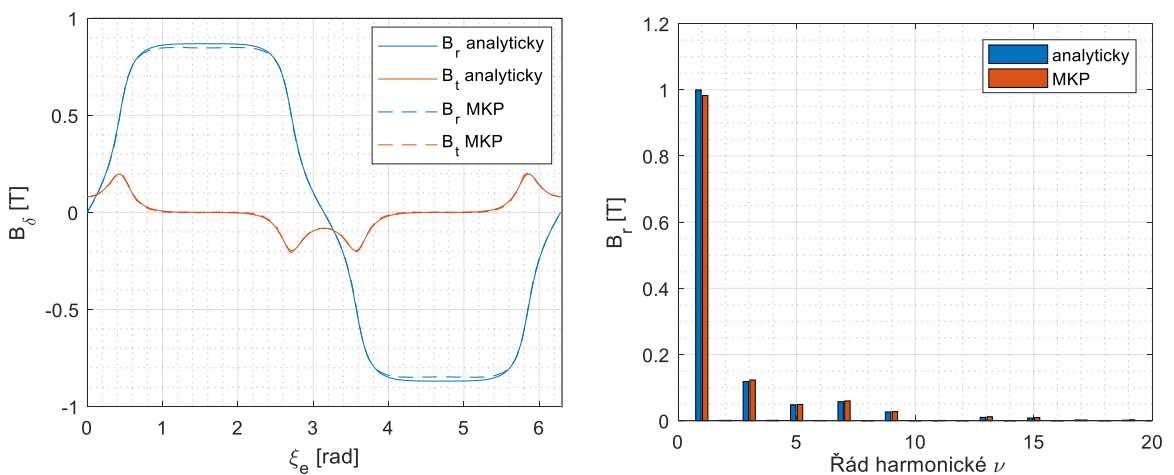 B_δ [T]
1
0.5
0
-0.5
-1
0 1 2 3 4 5 6
ξ_e [rad]
B_r analyticky
B_t analyticky
B_r MKP
B_t MKP
B_r [T]
1.2
1
0.8
0.6
0.4
0.2
0
0 5 10 15 20
Řád harmonické ν
analyticky
MKP